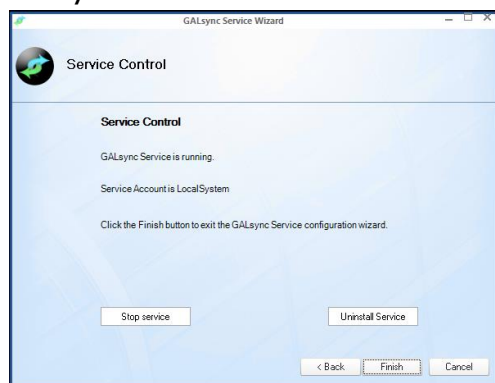 GALsync Service Wizard
Service Control
Service Control
GALsync Service is running.
Service Account is LocalSystem
Click the Finish button to exit the GALsync Service configuration wizard.
Stop service
Uninstall Service
< Back
Finish
Cancel